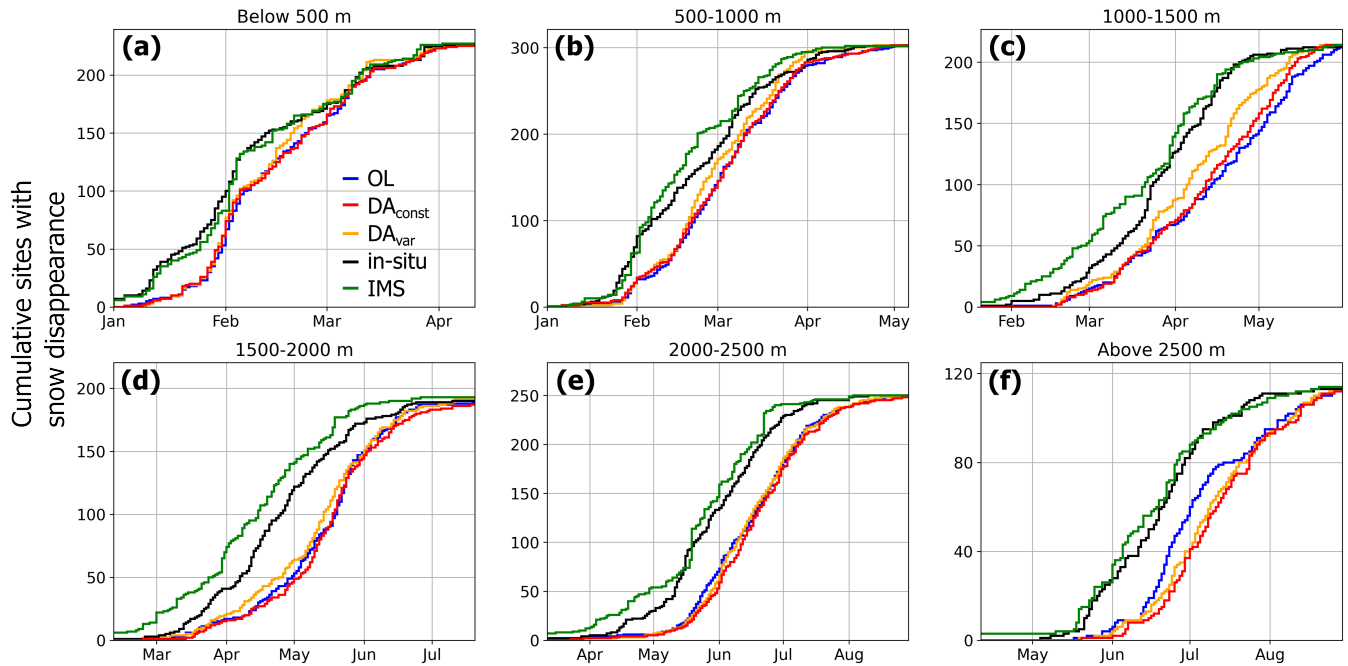 Below 500 m
500-1000 m
1000-1500 m
(a)
(b)
(c)
200
150
100
50
0
300
200
100
0
200
150
100
50
0
OL
DAconst
DAvar
in-situ
IMS
Jan Feb Mar Apr
Jan Feb Mar Apr May
Feb Mar Apr May
Cumulative sites with
snow disappearance
1500-2000 m
2000-2500 m
Above 2500 m
(d)
(e)
(f)
200
150
100
50
0
250
200
150
100
50
0
120
80
40
0
Mar Apr May Jun Jul
Apr May Jun Jul Aug
May Jun Jul Aug